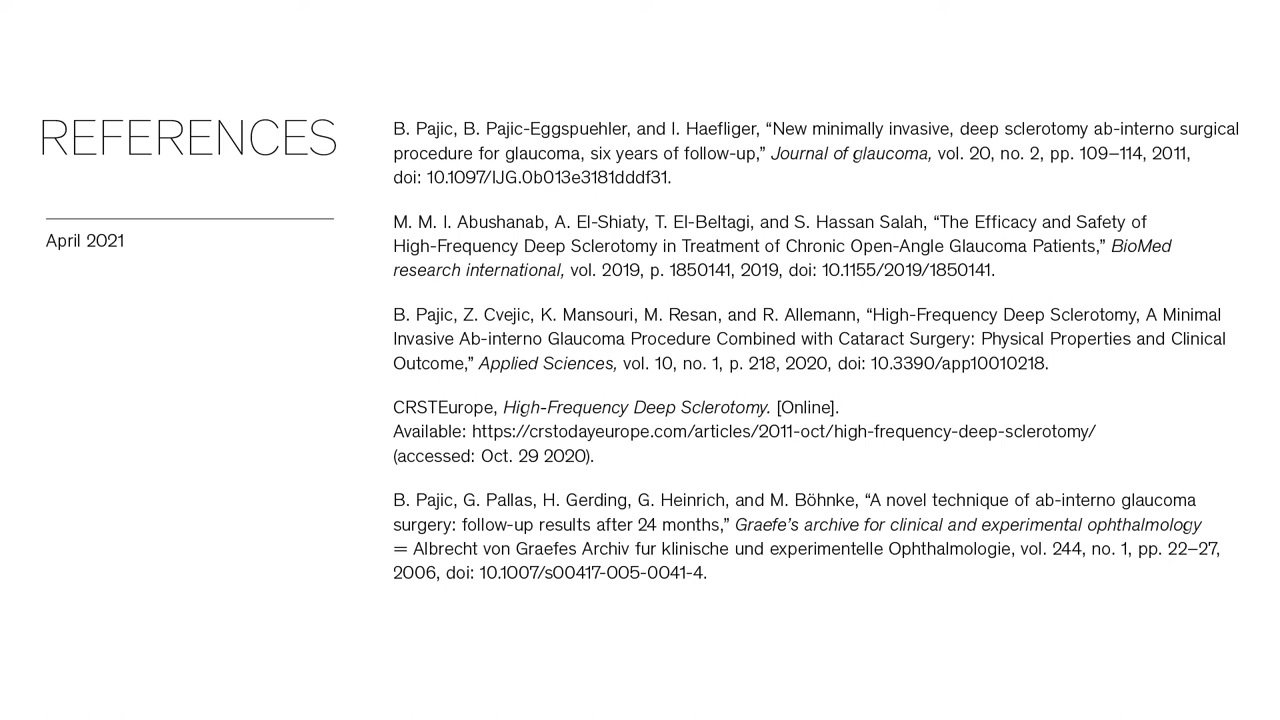 REFERENCES
April 2021
B. Pajic, B. Pajic-Eggspuehler, and I. Haefliger, “New minimally invasive, deep sclerotomy ab-interno surgical
procedure for glaucoma, six years of follow-up,” Journal of glaucoma, vol. 20, no. 2, pp. 109–114, 2011,
doi: 10.1097/IJG.0b013e3181dddf31.
M. M. I. Abushanab, A. El-Shiaty, T. El-Beltagi, and S. Hassan Salah, “The Efficacy and Safety of
High-Frequency Deep Sclerotomy in Treatment of Chronic Open-Angle Glaucoma Patients,” BioMed
research international, vol. 2019, p. 1850141, 2019, doi: 10.1155/2019/1850141.
B. Pajic, Z. Cvejic, K. Mansouri, M. Resan, and R. Allemann, “High-Frequency Deep Sclerotomy, A Minimal
Invasive Ab-interno Glaucoma Procedure Combined with Cataract Surgery: Physical Properties and Clinical
Outcome,” Applied Sciences, vol. 10, no. 1, p. 218, 2020, doi: 10.3390/app10010218.
CRSTEurope, High-Frequency Deep Sclerotomy. [Online].
Available: https://crstodayeurope.com/articles/2011-oct/high-frequency-deep-sclerotomy/
(accessed: Oct. 29 2020).
B. Pajic, G. Pallas, H. Gerding, G. Heinrich, and M. Böhnke, “A novel technique of ab-interno glaucoma
surgery: follow-up results after 24 months,” Graefe’s archive for clinical and experimental ophthalmology
= Albrecht von Graefes Archiv fur klinische und experimentelle Ophthalmologie, vol. 244, no. 1, pp. 22–27,
2006, doi: 10.1007/s00417-005-0041-4.